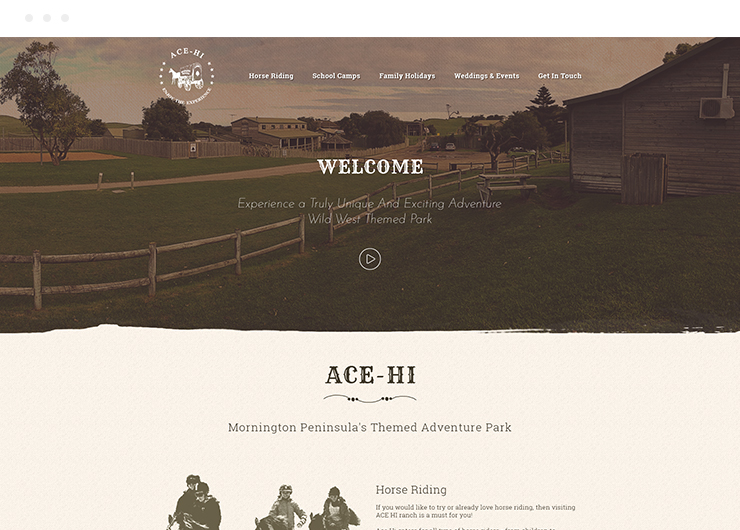 ACE-HI
Horse Riding
School Camps
Family Holidays
Weddings & Events
Get In Touch
WELCOME
Experience a Truly Unique And Exciting Adventure
Wild West Themed Park
ACE-HI
Mornington Peninsula's Themed Adventure Park
Horse Riding
If you would like to try or already love horse riding, then visiting
ACE HI ranch is a must for you!